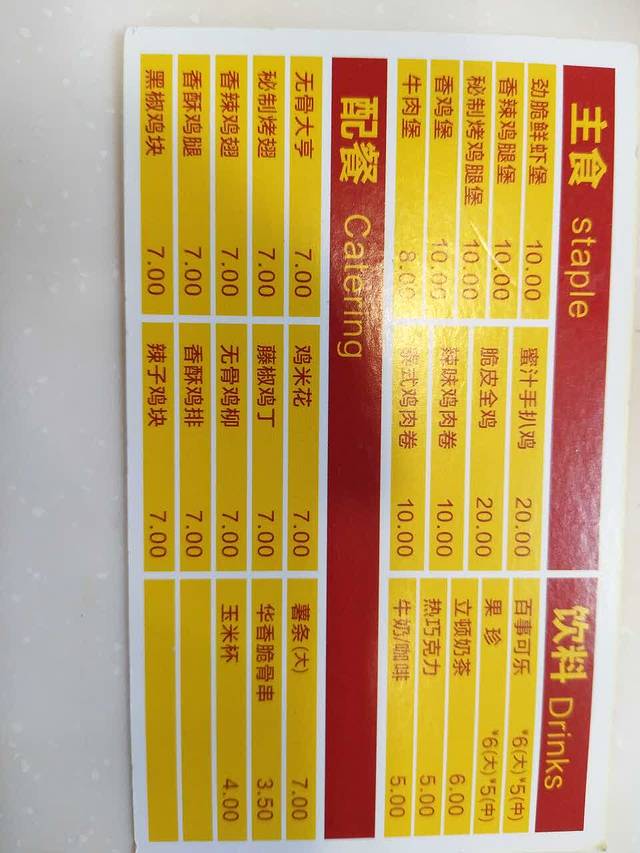 主食 staple
劲脆鲜虾堡 10.00
香辣鸡腿堡 10.00
秘制烤鸡腿堡 10.00
香鸡堡 10.00
牛肉堡 8.00
蜜汁手扒鸡 20.00
脆皮全鸡 20.00
辣味鸡肉卷 10.00
泰式鸡肉卷 10.00
饮料 Drinks
百事可乐 ¥6(大)¥5(中)
果珍 ¥6(大)¥5(中)
立顿奶茶 6.00
热巧克力 5.00
牛奶/咖啡 5.00
配餐 Catering
无骨大亨 7.00
秘制烤翅 7.00
香辣鸡翅 7.00
香酥鸡腿 7.00
黑椒鸡块 7.00
鸡米花 7.00
藤椒鸡丁 7.00
无骨鸡柳 7.00
香酥鸡排 7.00
辣子鸡块 7.00
薯条(大) 7.00
华香脆骨串 3.50
玉米杯 4.00